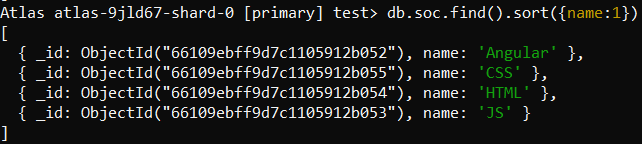 Atlas atlas-9jld67-shard-0 [primary] test> db.soc.find().sort({name:1})
[
  { _id: ObjectId("66109ebff9d7c1105912b052"), name: 'Angular' },
  { _id: ObjectId("66109ebff9d7c1105912b055"), name: 'CSS' },
  { _id: ObjectId("66109ebff9d7c1105912b054"), name: 'HTML' },
  { _id: ObjectId("66109ebff9d7c1105912b053"), name: 'JS' }
]